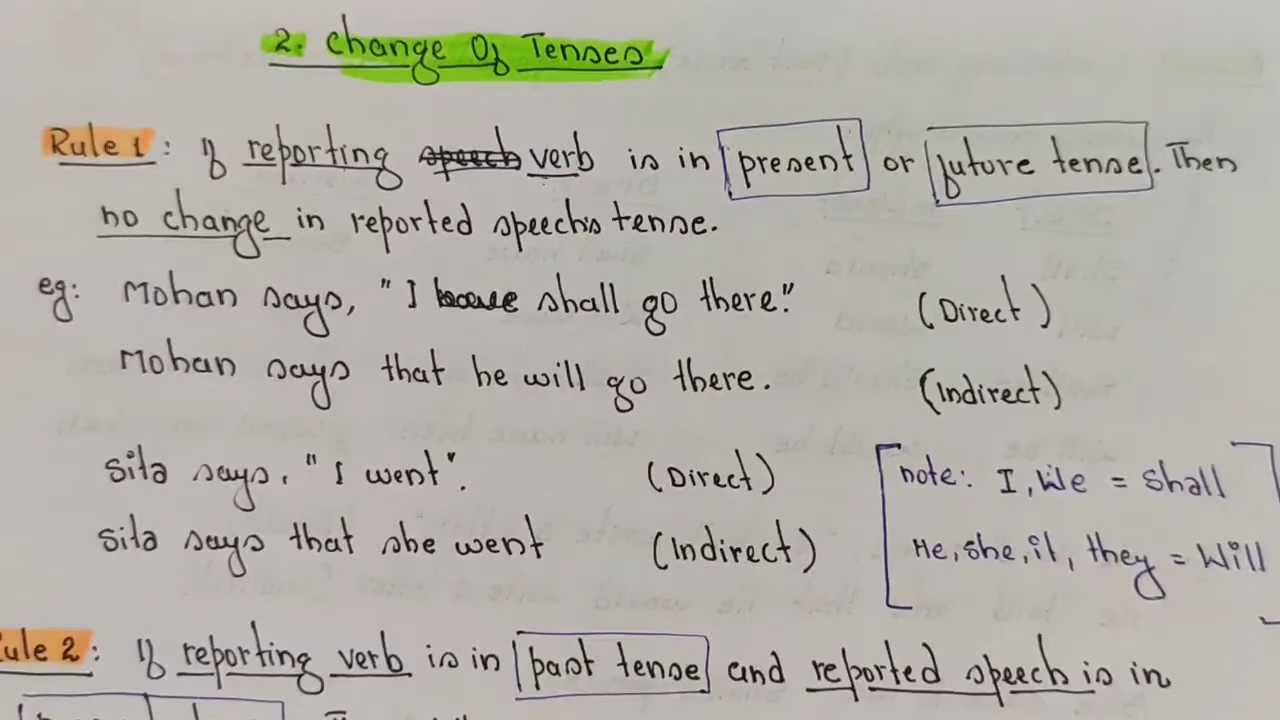 2. Change Of Tenses
Rule 1: If reporting speech verb is in present or future tense. Then
no change in reported speech's tense.
eg: Mohan says, "I shall go there." (Direct)
Mohan says that he will go there. (Indirect)
Sita says, "I went". (Direct)
Sita says that she went (Indirect)
note: I, We = Shall
He, she, it, they = Will
Rule 2: If reporting verb is in past tense and reported speech is in